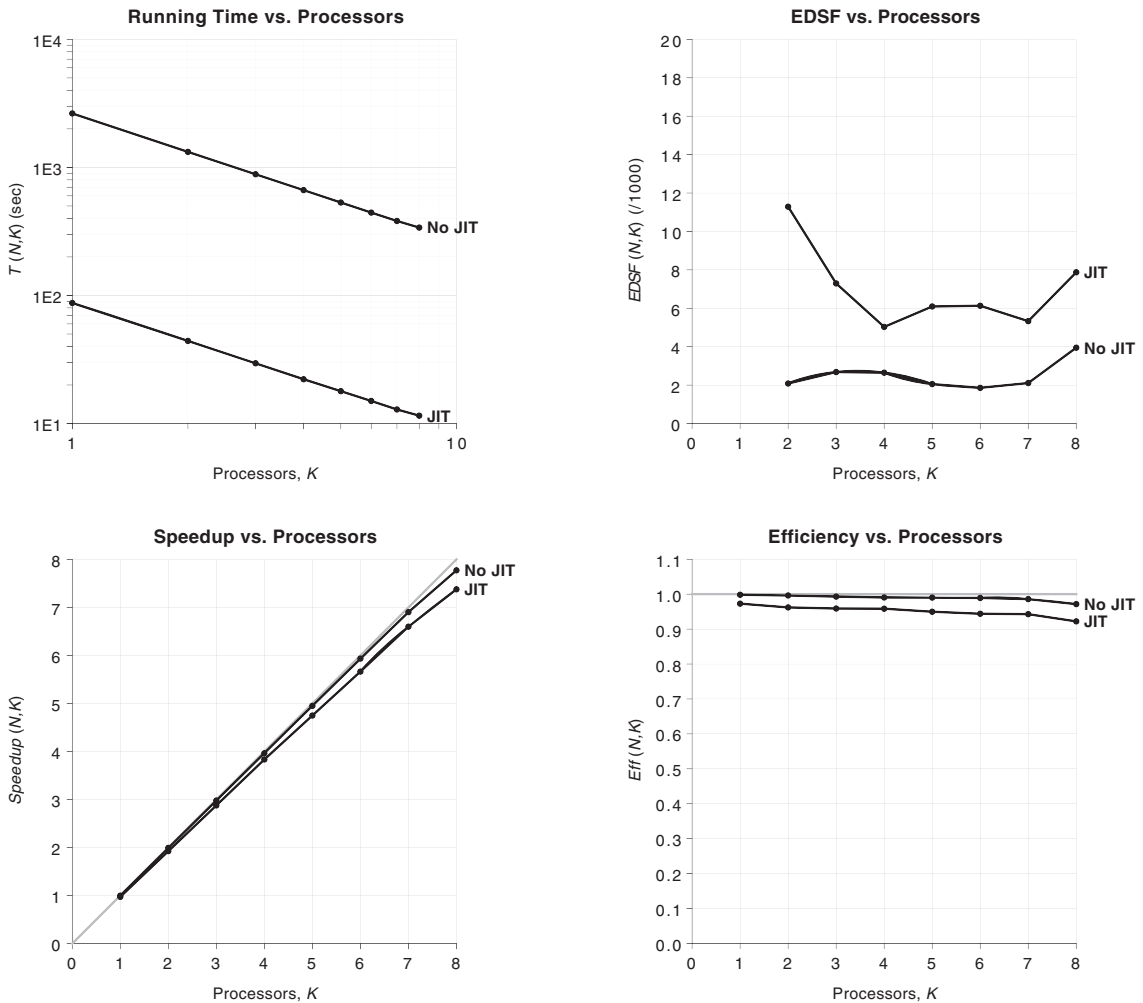 Running Time vs. Processors
1E4
1E3
1E2
1E1
T (N,K) (sec)
No JIT
JIT
1 10
Processors, K
EDSF vs. Processors
20
18
16
14
12
10
8
6
4
2
0
EDSF (N,K) (/1000)
JIT
No JIT
0 1 2 3 4 5 6 7 8
Processors, K
Speedup vs. Processors
8
7
6
5
4
3
2
1
0
Speedup (N,K)
No JIT
JIT
0 1 2 3 4 5 6 7 8
Processors, K
Efficiency vs. Processors
1.1
1.0
0.9
0.8
0.7
0.6
0.5
0.4
0.3
0.2
0.1
0.0
Eff (N,K)
No JIT
JIT
0 1 2 3 4 5 6 7 8
Processors, K